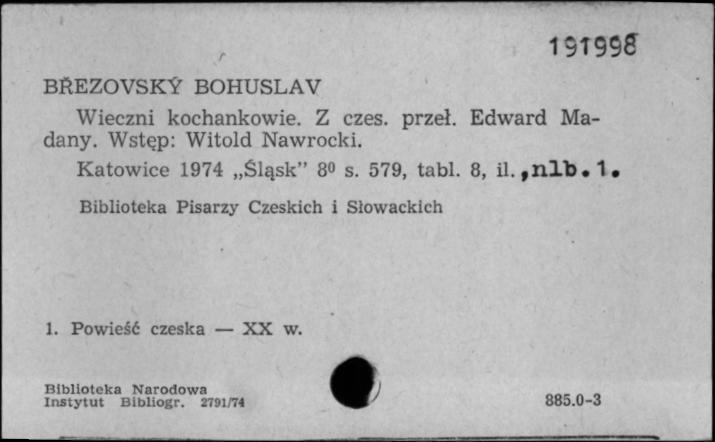 191998
BŘEZOVSKÝ BOHUSLAV
Wieczni kochankowie. Z czes. przeł. Edward Ma-
dany. Wstęp: Witold Nawrocki.
Katowice 1974 „Śląsk” 8⁰ s. 579, tabl. 8, il.,nlb.1.
Biblioteka Pisarzy Czeskich i Słowackich
1. Powieść czeska — XX w.
Biblioteka Narodowa
Instytut Bibliogr. 2791/74
885.0-3